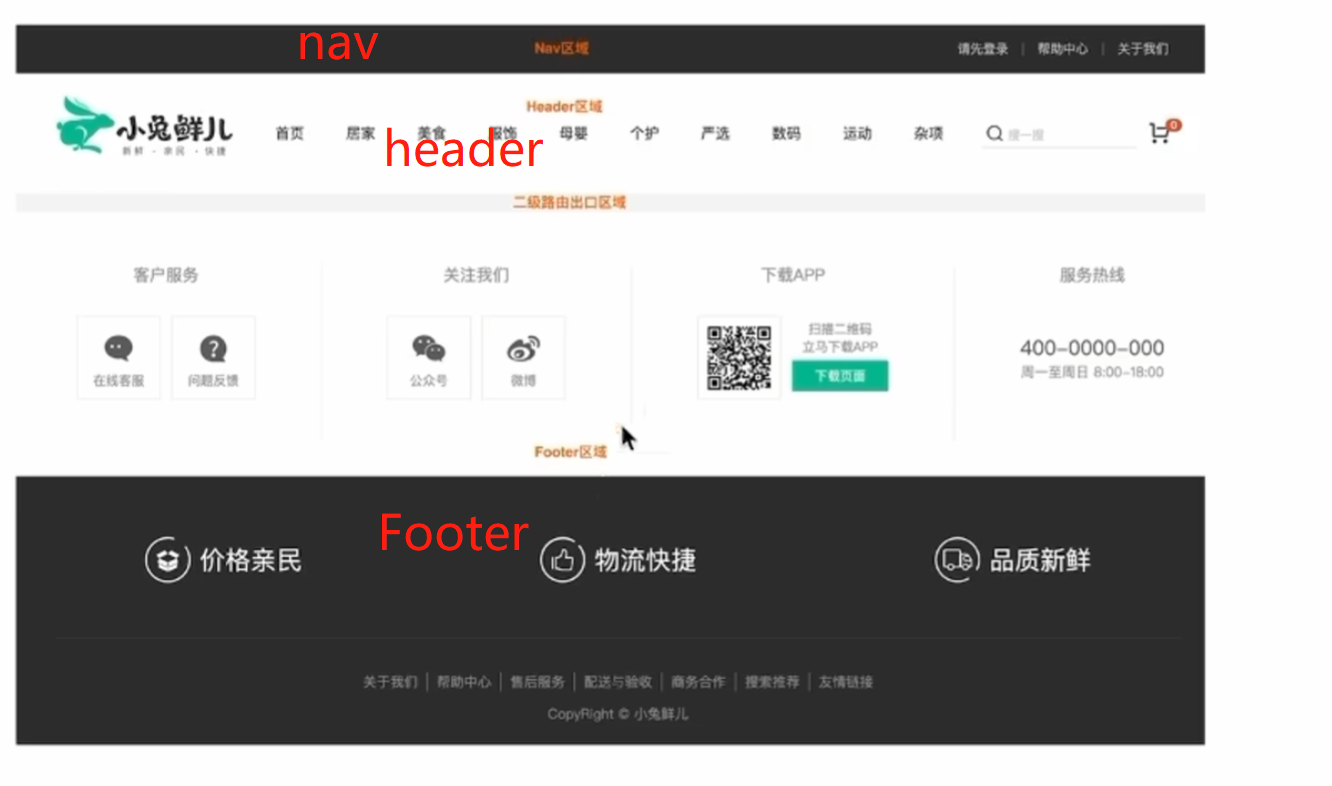 nav
Nav区域
请先登录 | 帮助中心 | 关于我们
Header区域
小兔鲜儿
新鲜 · 亲民 · 快捷
首页 居家 美食 服饰 母婴 个护 严选 数码 运动 杂项 搜一搜 0
header
二级路由出口区域
客户服务 关注我们 下载APP 服务热线
在线客服 问题反馈 公众号 微博
扫描二维码
立马下载APP
下载页面
400-0000-000
周一至周日 8:00-18:00
Footer区域
Footer
价格亲民 物流快捷 品质新鲜
关于我们 | 帮助中心 | 售后服务 | 配送与验收 | 商务合作 | 搜索推荐 | 友情链接
CopyRight © 小兔鲜儿